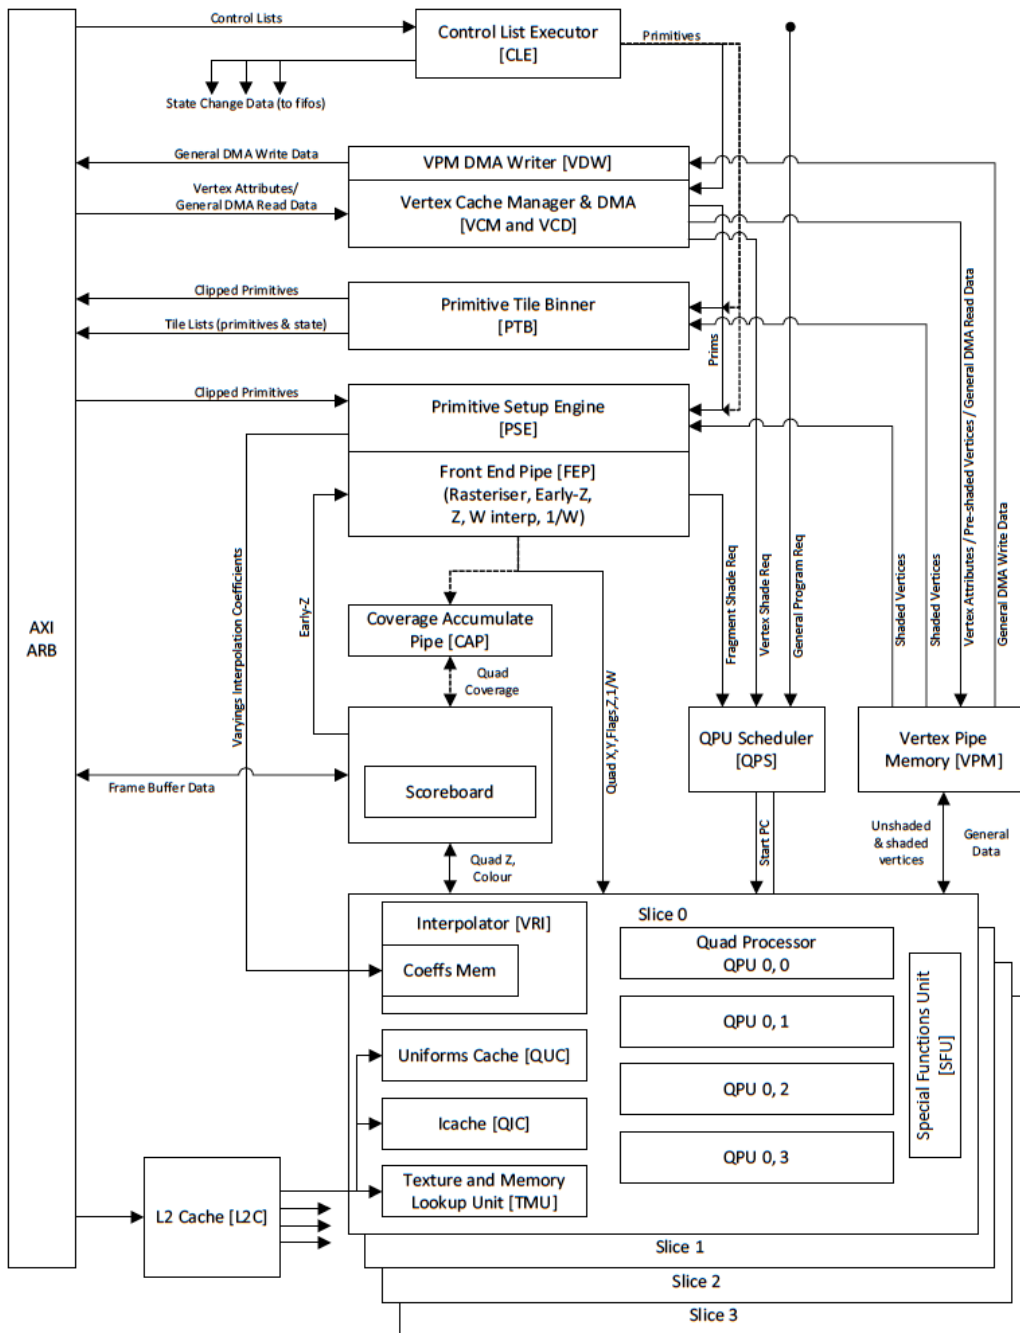 Control Lists
Control List Executor
[CLE]
Primitives
State Change Data (to fifos)
General DMA Write Data
VPM DMA Writer [VDW]
Vertex Attributes/
General DMA Read Data
Vertex Cache Manager & DMA
[VCM and VCD]
Clipped Primitives
Primitive Tile Binner
[PTB]
Tile Lists (primitives & state)
Prims
Clipped Primitives
Primitive Setup Engine
[PSE]
Front End Pipe [FEP]
(Rasteriser, Early-Z,
Z, W interp, 1/W)
Varyings Interpolation Coefficients
Early-Z
Coverage Accumulate
Pipe [CAP]
Quad
Coverage
Quad X,Y,Flags,Z,1/W
Fragment Shade Req
Vertex Shade Req
General Program Req
Shaded Vertices
Shaded Vertices
Vertex Attributes / Pre-shaded Vertices / General DMA Read Data
General DMA Write Data
AXI
ARB
QPU Scheduler
[QPS]
Vertex Pipe
Memory [VPM]
Frame Buffer Data
Scoreboard
Start PC
Unshaded
& shaded
vertices
General
Data
Quad Z,
Colour
Slice 0
Interpolator [VRI]
Coeffs Mem
Quad Processor
QPU 0, 0
QPU 0, 1
QPU 0, 2
QPU 0, 3
Special Functions Unit
[SFU]
Uniforms Cache [QUC]
Icache [QIC]
Texture and Memory
Lookup Unit [TMU]
L2 Cache [L2C]
Slice 1
Slice 2
Slice 3